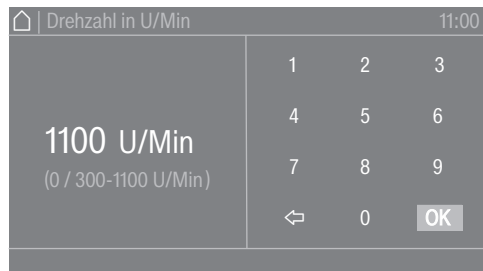 | Drehzahl in U/Min 11:00
1100 U/Min
(0 / 300-1100 U/Min)
1 2 3
4 5 6
7 8 9
0 OK